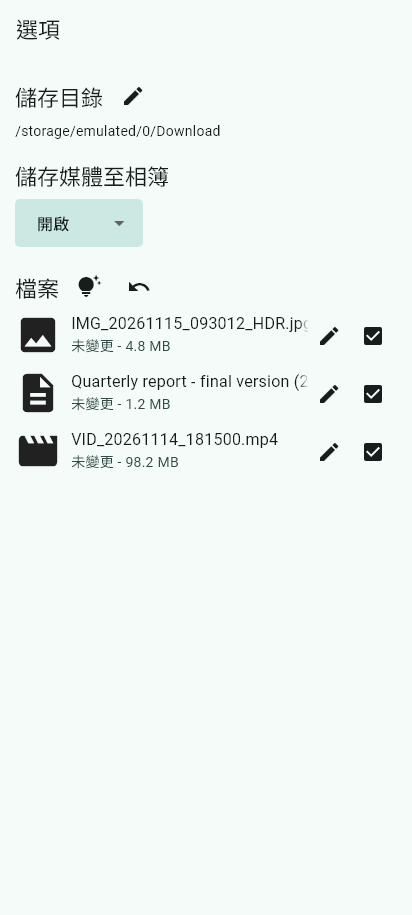 選項
儲存目錄
/storage/emulated/0/Download
儲存媒體至相簿
開啟
檔案
IMG_20261115_093012_HDR.jpg
未變更 - 4.8 MB
Quarterly report - final version (2
未變更 - 1.2 MB
VID_20261114_181500.mp4
未變更 - 98.2 MB